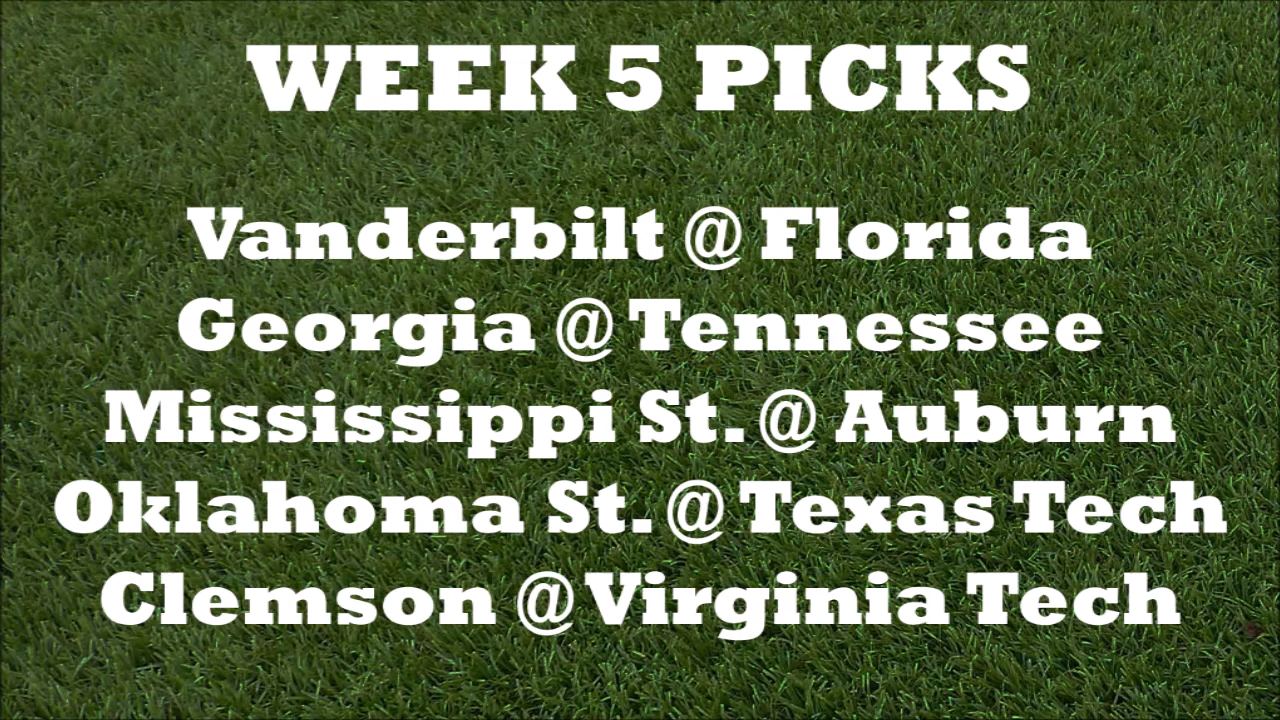 WEEK 5 PICKS
Vanderbilt @ Florida
Georgia @ Tennessee
Mississippi St. @ Auburn
Oklahoma St. @ Texas Tech
Clemson @ Virginia Tech